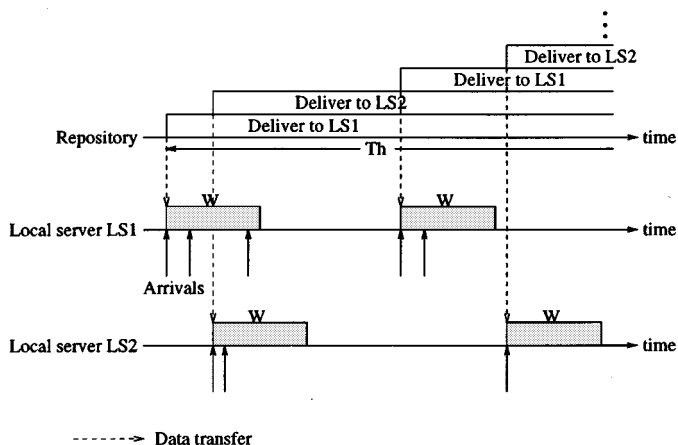 Deliver to LS2
Deliver to LS1
Deliver to LS2
Deliver to LS1
Repository
time
Th
W
W
Local server LS1
time
Arrivals
W
W
Local server LS2
time
Data transfer